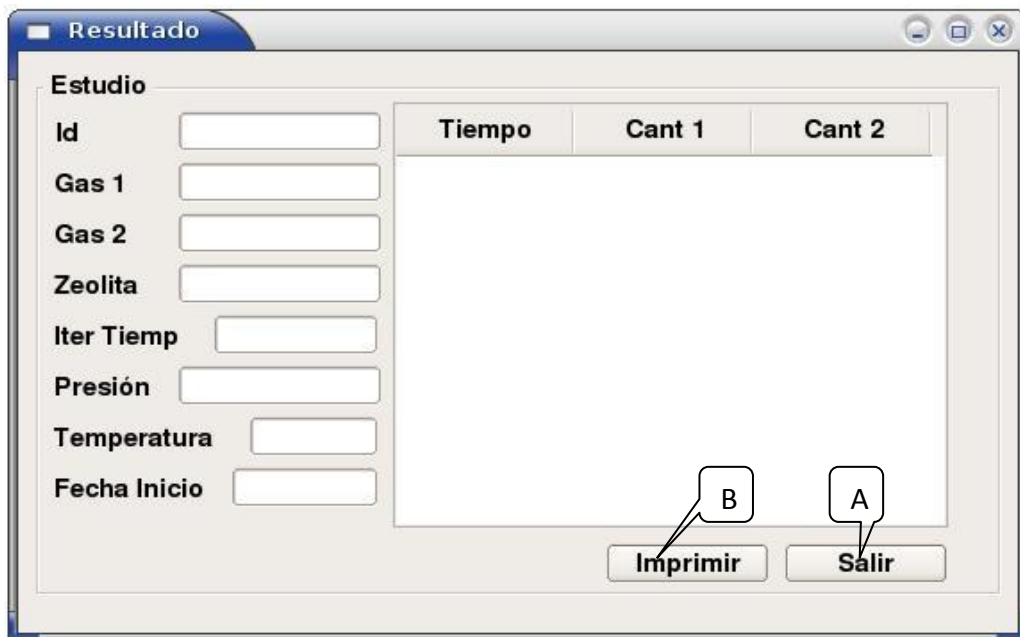 Resultado
Estudio
Id
Gas 1
Gas 2
Zeolita
Iter Tiemp
Presión
Temperatura
Fecha Inicio
Tiempo Cant 1 Cant 2
B A
Imprimir Salir